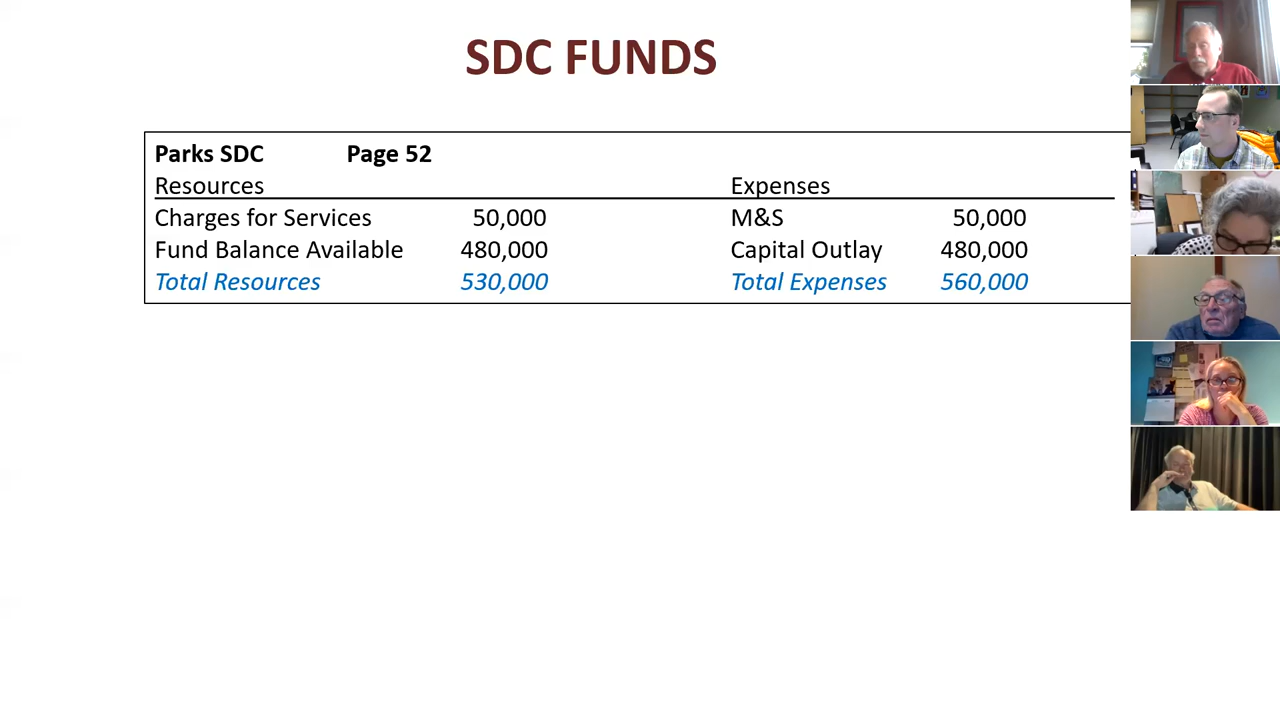 SDC FUNDS
Parks SDC Page 52
Resources Expenses
Charges for Services 50,000 M&S 50,000
Fund Balance Available 480,000 Capital Outlay 480,000
Total Resources 530,000 Total Expenses 560,000